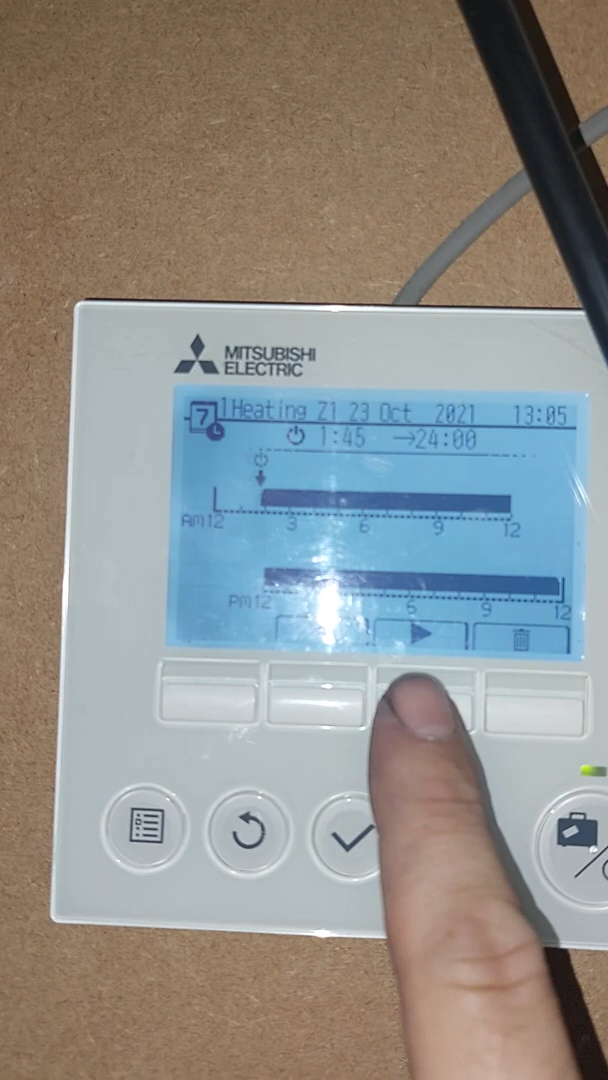 MITSUBISHI
ELECTRIC
7 1 Heating Z1 23 Oct 2021 13:05
1:45 →24:00
AM12 3 6 9 12
PM12 6 9 12